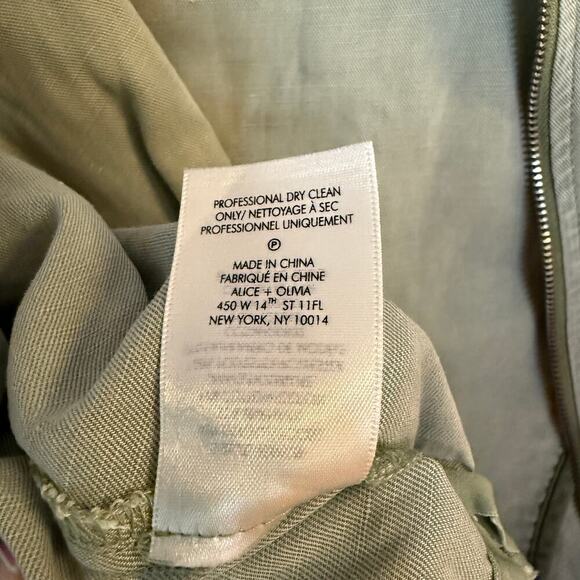 PROFESSIONAL DRY CLEAN
ONLY/ NETTOYAGE À SEC
PROFESSIONNEL UNIQUEMENT
Ⓟ
MADE IN CHINA
FABRIQUÉ EN CHINE
ALICE + OLIVIA
450 W 14TH ST 11FL
NEW YORK, NY 10014